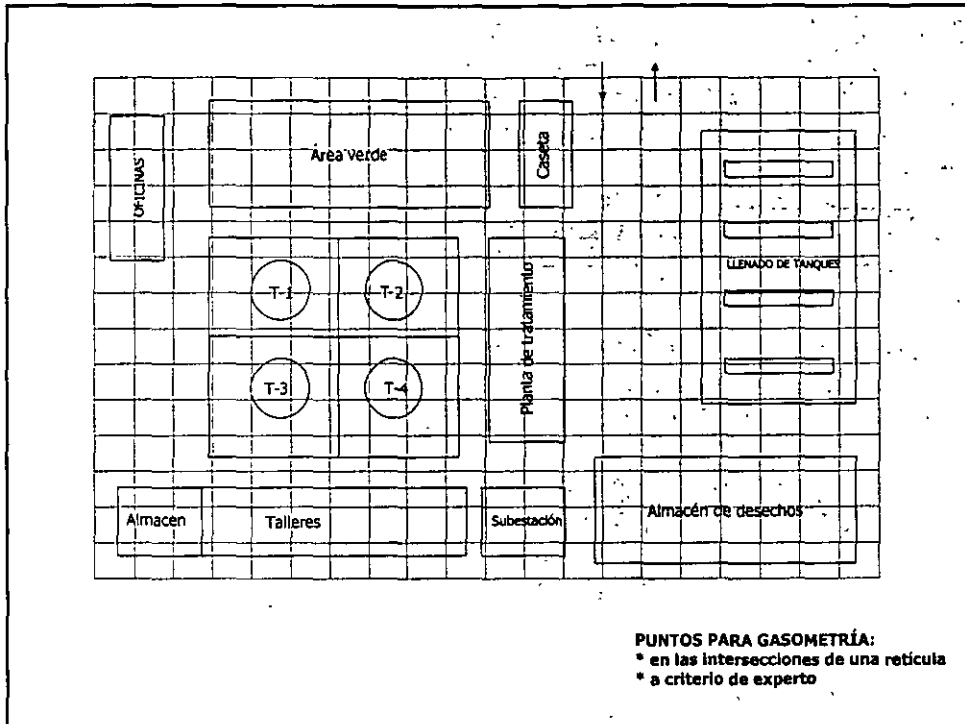 Área verde
Caseta
OFICINAS
LLENADO DE TANQUES
T-1
T-2
Planta de tratamiento
T-3
T-4
Almacen
Talleres
Subestación
Almacén de desechos
PUNTOS PARA GASOMETRÍA:
* en las intersecciones de una retícula
* a criterio de experto